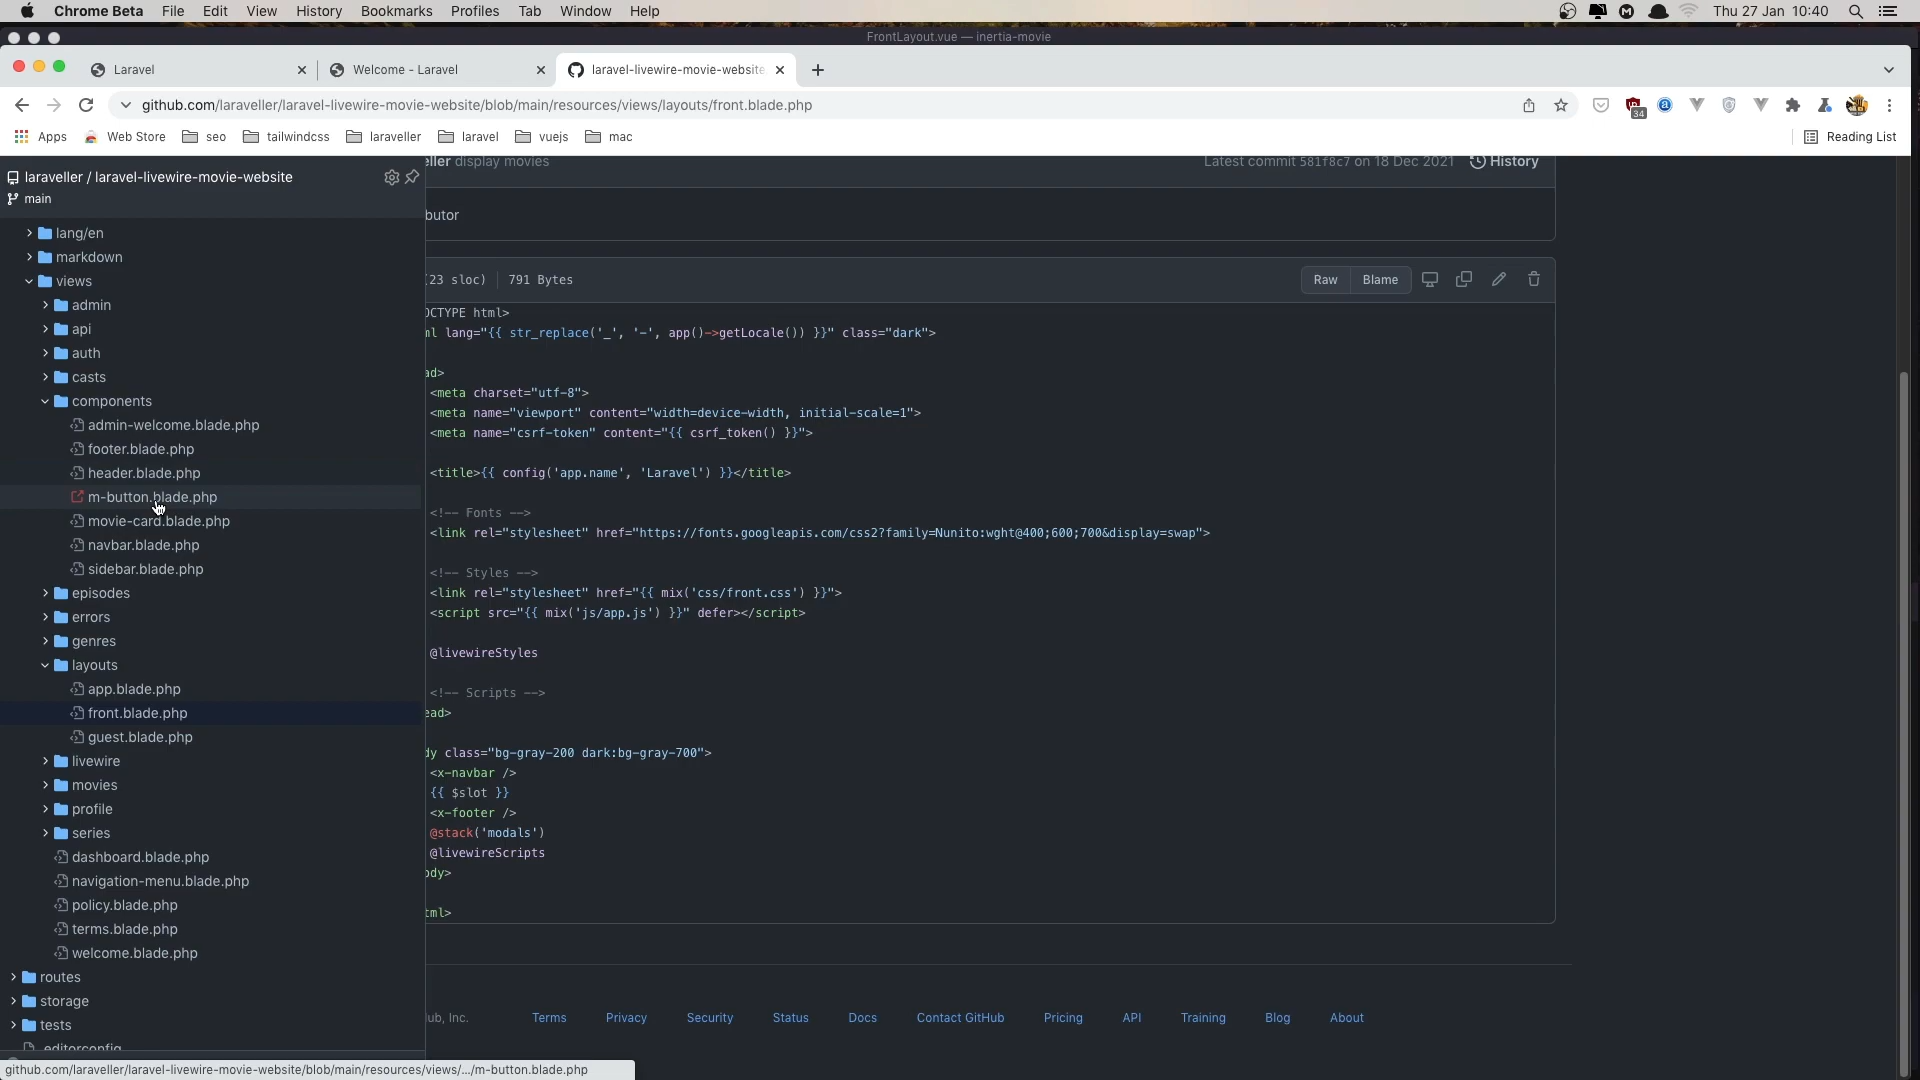 Chrome Beta File Edit View History Bookmarks Profiles Tab Window Help Thu 27 Jan 10:40
FrontLayout.vue — inertia-movie
Laravel Welcome - Laravel laravel-livewire-movie-website
github.com/laraveller/laravel-livewire-movie-website/blob/main/resources/views/layouts/front.blade.php 34
Apps Web Store seo tailwindcss laraveller laravel vuejs mac Reading List
laraveller / laravel-livewire-movie-website
main
lang/en
markdown
views
admin
api
auth
casts
components
admin-welcome.blade.php
footer.blade.php
header.blade.php
m-button.blade.php
movie-card.blade.php
navbar.blade.php
sidebar.blade.php
episodes
errors
genres
layouts
app.blade.php
front.blade.php
guest.blade.php
livewire
movies
profile
series
dashboard.blade.php
navigation-menu.blade.php
policy.blade.php
terms.blade.php
welcome.blade.php
routes
storage
tests
.editorconfig
eller display movies Latest commit 581f8c7 on 18 Dec 2021 History
butor
(23 sloc) 791 Bytes Raw Blame
OCTYPE html>
ml lang="{{ str_replace('_', '-', app()->getLocale()) }}" class="dark">
ad>
<meta charset="utf-8">
<meta name="viewport" content="width=device-width, initial-scale=1">
<meta name="csrf-token" content="{{ csrf_token() }}">
<title>{{ config('app.name', 'Laravel') }}</title>
<!-- Fonts -->
<link rel="stylesheet" href="https://fonts.googleapis.com/css2?family=Nunito:wght@400;600;700&display=swap">
<!-- Styles -->
<link rel="stylesheet" href="{{ mix('css/front.css') }}">
<script src="{{ mix('js/app.js') }}" defer></script>
@livewireStyles
<!-- Scripts -->
ead>
dy class="bg-gray-200 dark:bg-gray-700">
<x-navbar />
{{ $slot }}
<x-footer />
@stack('modals')
@livewireScripts
ody>
tml>
ub, Inc. Terms Privacy Security Status Docs Contact GitHub Pricing API Training Blog About
github.com/laraveller/laravel-livewire-movie-website/blob/main/resources/views/.../m-button.blade.php